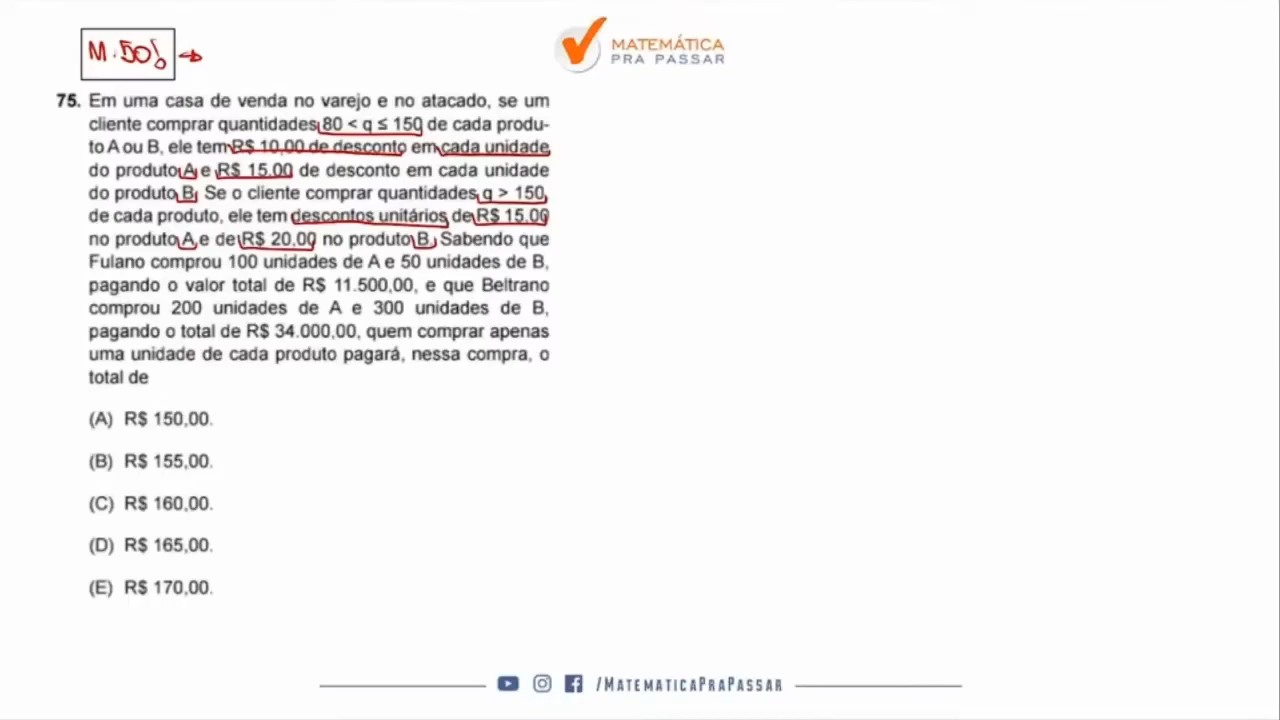 M.50%
MATEMÁTICA
PRA PASSAR
75. Em uma casa de venda no varejo e no atacado, se um
cliente comprar quantidades 80 < q ≤ 150 de cada produ-
to A ou B, ele tem R$ 10,00 de desconto em cada unidade
do produto A e R$ 15,00 de desconto em cada unidade
do produto B. Se o cliente comprar quantidades q > 150,
de cada produto, ele tem descontos unitários de R$ 15,00
no produto A e de R$ 20,00 no produto B. Sabendo que
Fulano comprou 100 unidades de A e 50 unidades de B,
pagando o valor total de R$ 11.500,00, e que Beltrano
comprou 200 unidades de A e 300 unidades de B,
pagando o total de R$ 34.000,00, quem comprar apenas
uma unidade de cada produto pagará, nessa compra, o
total de
(A) R$ 150,00.
(B) R$ 155,00.
(C) R$ 160,00.
(D) R$ 165,00.
(E) R$ 170,00.
/MATEMATICAPRAPASSAR